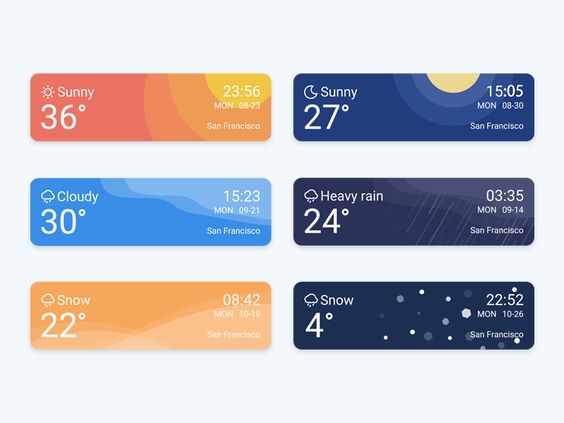 Sunny 23:56
36° MON 08-23
San Francisco
Sunny 15:05
27° MON 08-30
San Francisco
Cloudy 15:23
30° MON 09-21
San Francisco
Heavy rain 03:35
24° MON 09-14
San Francisco
Snow 08:42
22° MON 10-19
San Francisco
Snow 22:52
4° MON 10-26
San Francisco